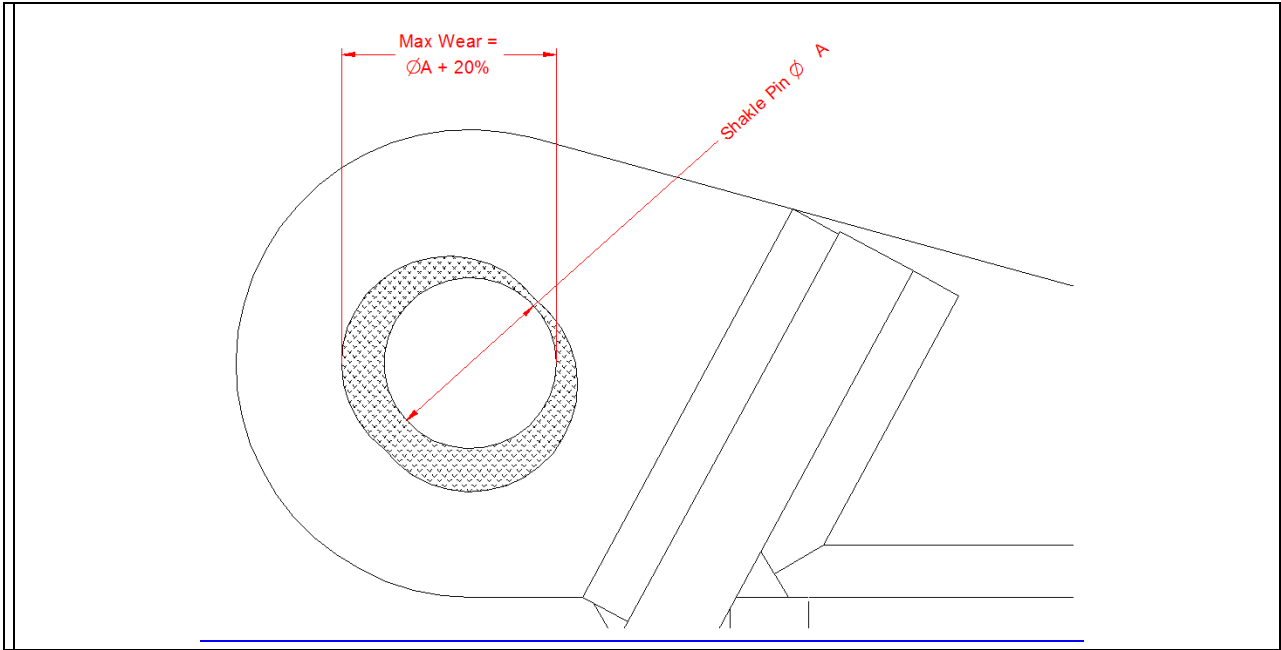 Max Wear =
∅A + 20%
Shakle Pin ∅ A